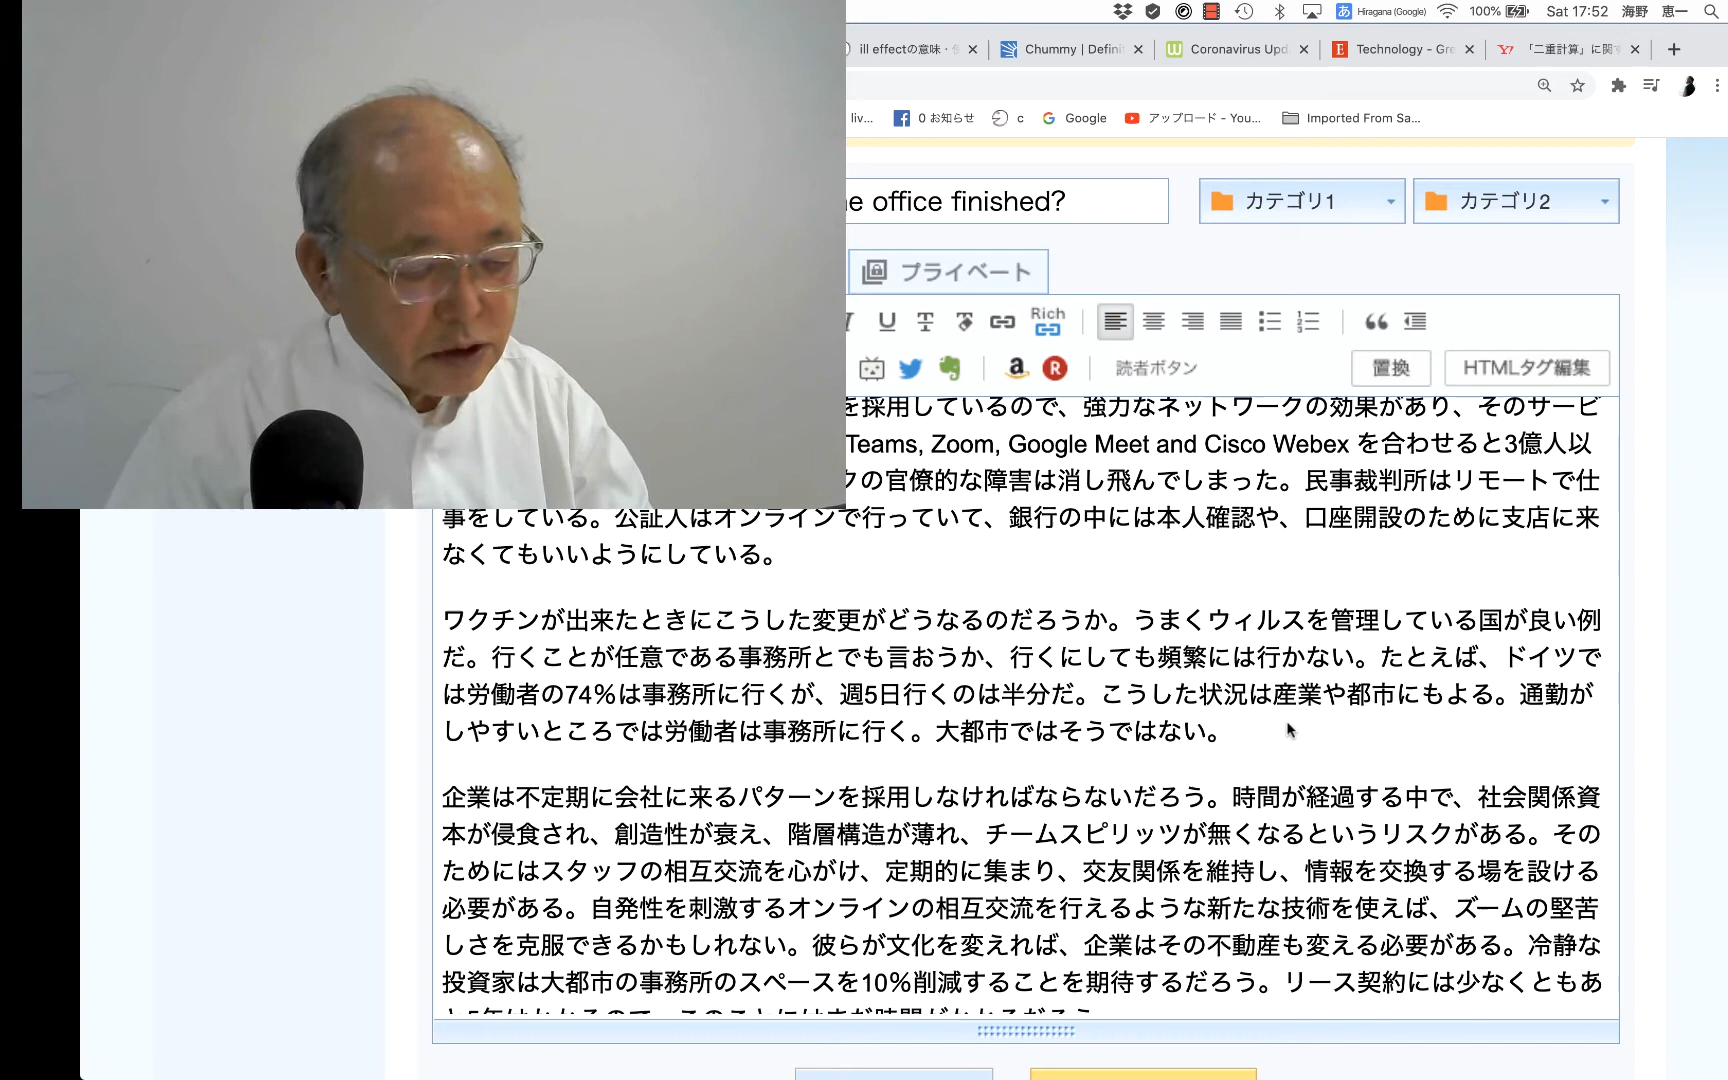 100% Sat 17:52 海野 恵一
Hiragana (Google)
ill effectの意味・
Chummy | Defini
Coronavirus Upd
Technology - Gre
「二重計算」に関
liv...
0 お知らせ
c
Google
アップロード - You...
Imported From Sa...
e office finished?
カテゴリ1
カテゴリ2
プライベート
Rich
読者ボタン
置換
HTMLタグ編集
を採用しているので、強力なネットワークの効果があり、そのサービ
Teams, Zoom, Google Meet and Cisco Webex を合わせると3億人以
クの官僚的な障害は消し飛んでしまった。民事裁判所はリモートで仕
事をしている。公証人はオンラインで行っていて、銀行の中には本人確認や、口座開設のために支店に来
なくてもいいようにしている。
ワクチンが出来たときにこうした変更がどうなるのだろうか。うまくウィルスを管理している国が良い例
だ。行くことが任意である事務所とでも言おうか、行くにしても頻繁には行かない。たとえば、ドイツで
は労働者の74%は事務所に行くが、週5日行くのは半分だ。こうした状況は産業や都市にもよる。通勤が
しやすいところでは労働者は事務所に行く。大都市ではそうではない。
企業は不定期に会社に来るパターンを採用しなければならないだろう。時間が経過する中で、社会関係資
本が侵食され、創造性が衰え、階層構造が薄れ、チームスピリッツが無くなるというリスクがある。その
ためにはスタッフの相互交流を心がけ、定期的に集まり、交友関係を維持し、情報を交換する場を設ける
必要がある。自発性を刺激するオンラインの相互交流を行えるような新たな技術を使えば、ズームの堅苦
しさを克服できるかもしれない。彼らが文化を変えれば、企業はその不動産も変える必要がある。冷静な
投資家は大都市の事務所のスペースを10%削減することを期待するだろう。リース契約には少なくともあ